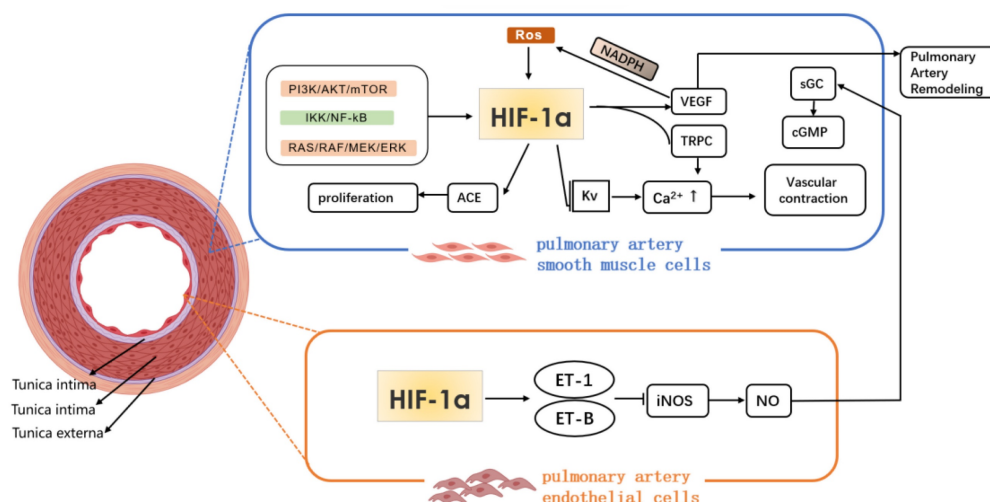 Ros
NADPH
PI3K/AKT/mTOR
IKK/NF-kB
RAS/RAF/MEK/ERK
HIF-1a
VEGF
TRPC
sGC
cGMP
Pulmonary
Artery
Remodeling
proliferation
ACE
Kv
Ca²⁺ ↑
Vascular
contraction
pulmonary artery
smooth muscle cells
Tunica intima
Tunica intima
Tunica externa
HIF-1a
ET-1
ET-B
iNOS
NO
pulmonary artery
endothelial cells